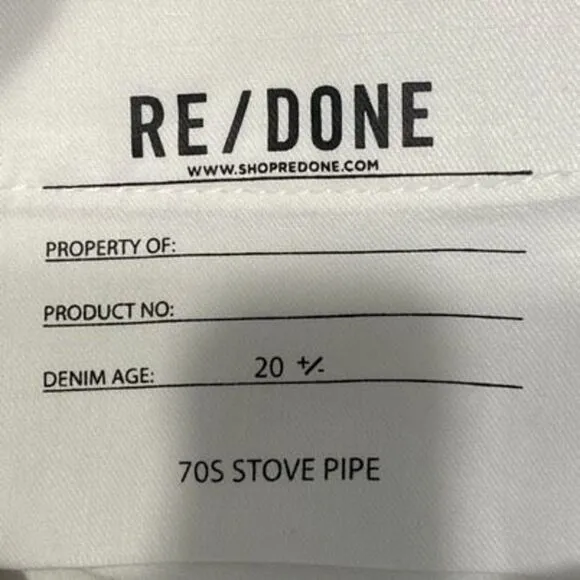 RE/DONE
WWW.SHOPREDONE.COM
PROPERTY OF:
PRODUCT NO:
DENIM AGE: 20 +/-
70S STOVE PIPE